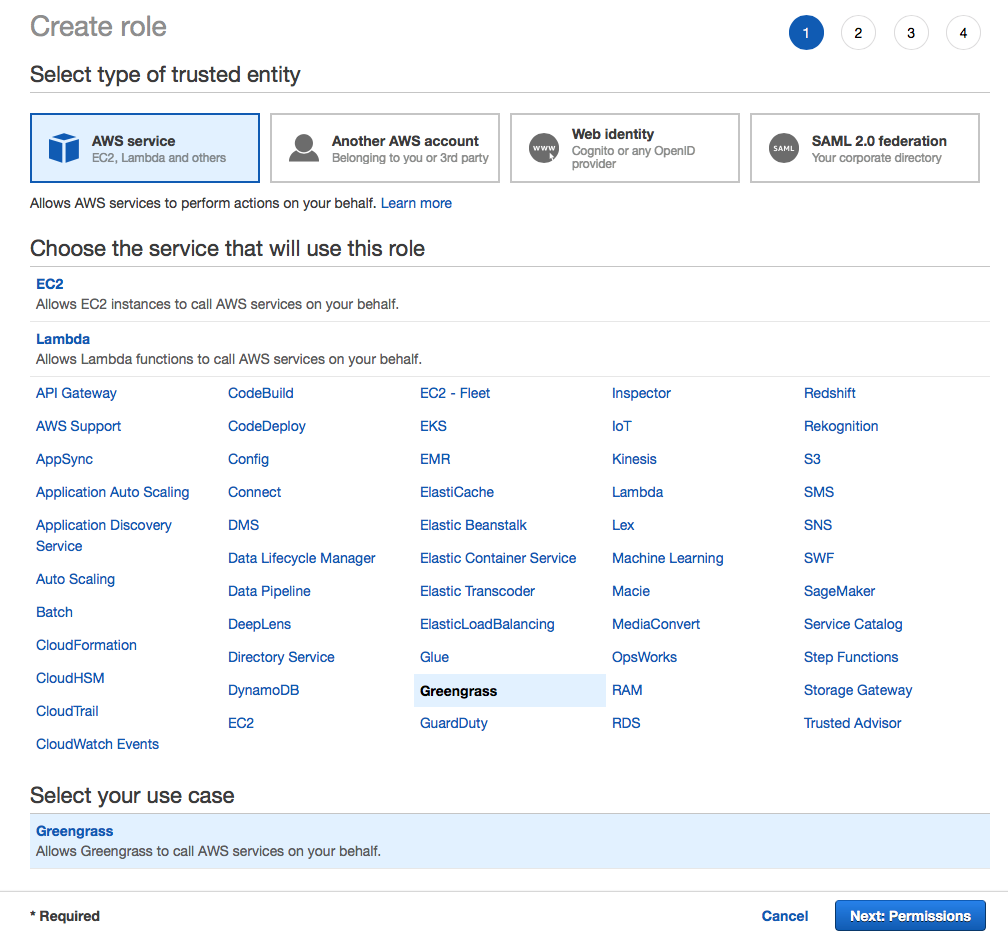 Create role
1
2
3
4
Select type of trusted entity
AWS service
EC2, Lambda and others
Another AWS account
Belonging to you or 3rd party
www
Web identity
Cognito or any OpenID
provider
SAML
SAML 2.0 federation
Your corporate directory
Allows AWS services to perform actions on your behalf. Learn more
Choose the service that will use this role
EC2
Allows EC2 instances to call AWS services on your behalf.
Lambda
Allows Lambda functions to call AWS services on your behalf.
API Gateway
AWS Support
AppSync
Application Auto Scaling
Application Discovery
Service
Auto Scaling
Batch
CloudFormation
CloudHSM
CloudTrail
CloudWatch Events
CodeBuild
CodeDeploy
Config
Connect
DMS
Data Lifecycle Manager
Data Pipeline
DeepLens
Directory Service
DynamoDB
EC2
EC2 - Fleet
EKS
EMR
ElastiCache
Elastic Beanstalk
Elastic Container Service
Elastic Transcoder
ElasticLoadBalancing
Glue
Greengrass
GuardDuty
Inspector
IoT
Kinesis
Lambda
Lex
Machine Learning
Macie
MediaConvert
OpsWorks
RAM
RDS
Redshift
Rekognition
S3
SMS
SNS
SWF
SageMaker
Service Catalog
Step Functions
Storage Gateway
Trusted Advisor
Select your use case
Greengrass
Allows Greengrass to call AWS services on your behalf.
* Required
Cancel
Next: Permissions